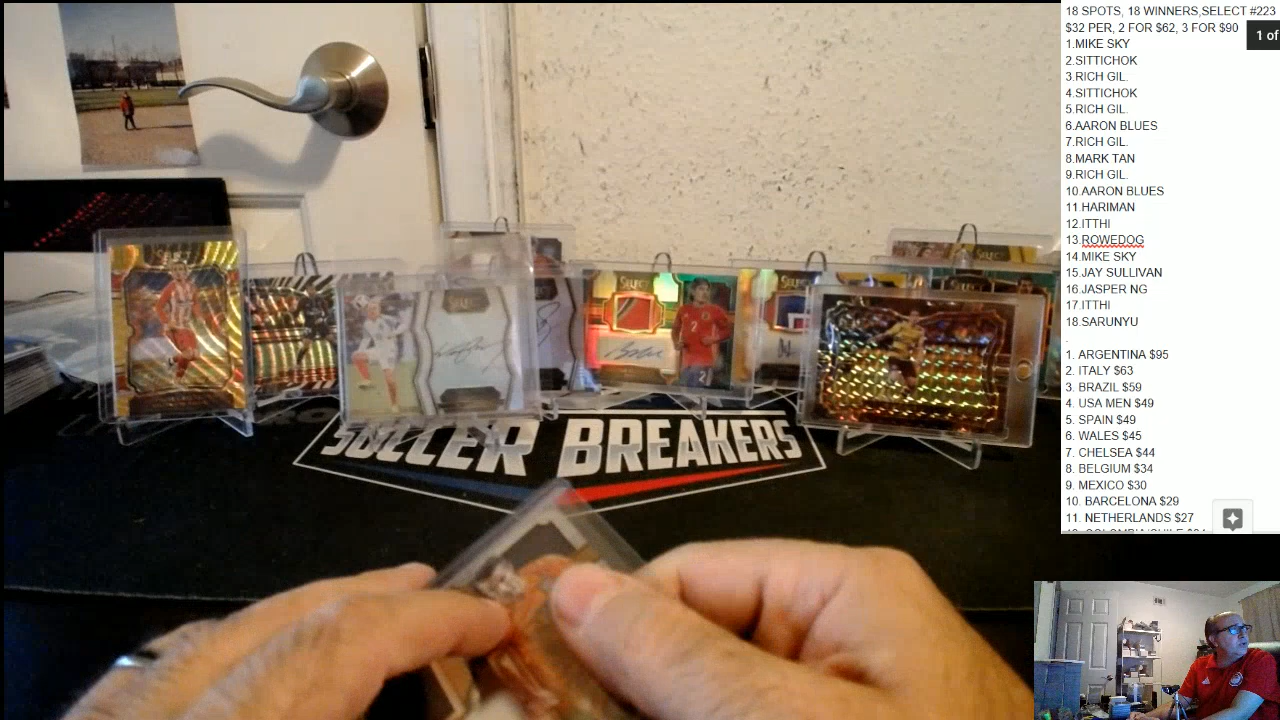 18 SPOTS, 18 WINNERS,SELECT #223
$32 PER, 2 FOR $62, 3 FOR $90
1 of
1.MIKE SKY
2.SITTICHOK
3.RICH GIL.
4.SITTICHOK
5.RICH GIL.
6.AARON BLUES
7.RICH GIL.
8.MARK TAN
9.RICH GIL.
10.AARON BLUES
11 HARIMAN
12.ITTHI
13.ROWEDOG
14.MIKE SKY
15.JAY SULLIVAN
16.JASPER NG
17 ITTHI
18.SARUNYU
.
1. ARGENTINA $95
2. ITALY $63
3. BRAZIL $59
4. USA MEN $49
5. SPAIN $49
6. WALES $45
7. CHELSEA $44
8. BELGIUM $34
9. MEXICO $30
10. BARCELONA $29
11. NETHERLANDS $27
SELECT
SELECT
SELECT
2
2
SOCCER BREAKERS